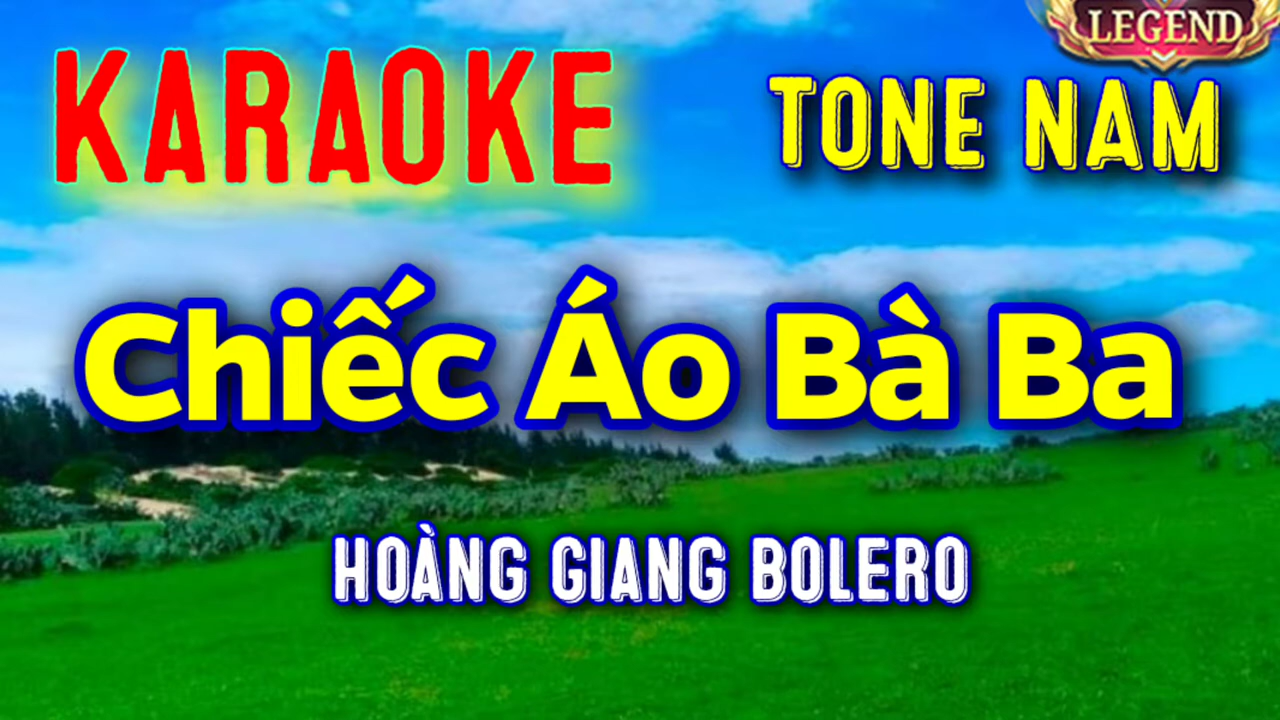 LEGEND
KARAOKE TONE NAM
Chiếc Áo Bà Ba
HOÀNG GIANG BOLERO